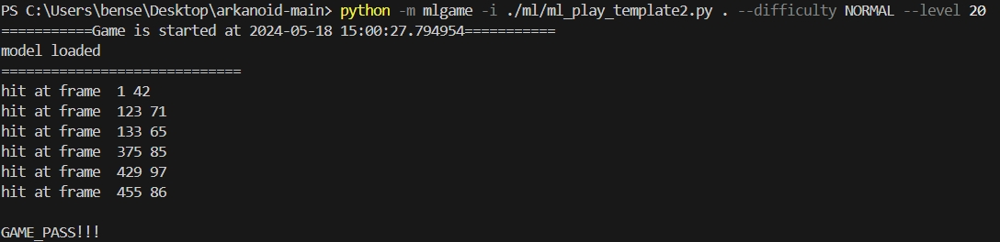 PS C:\Users\bense\Desktop\arkanoid-main> python -m mlgame -i ./ml/ml_play_template2.py . --difficulty NORMAL --level 20
===========Game is started at 2024-05-18 15:00:27.794954===========
model loaded
=============================
hit at frame  1 42
hit at frame  123 71
hit at frame  133 65
hit at frame  375 85
hit at frame  429 97
hit at frame  455 86
GAME_PASS!!!